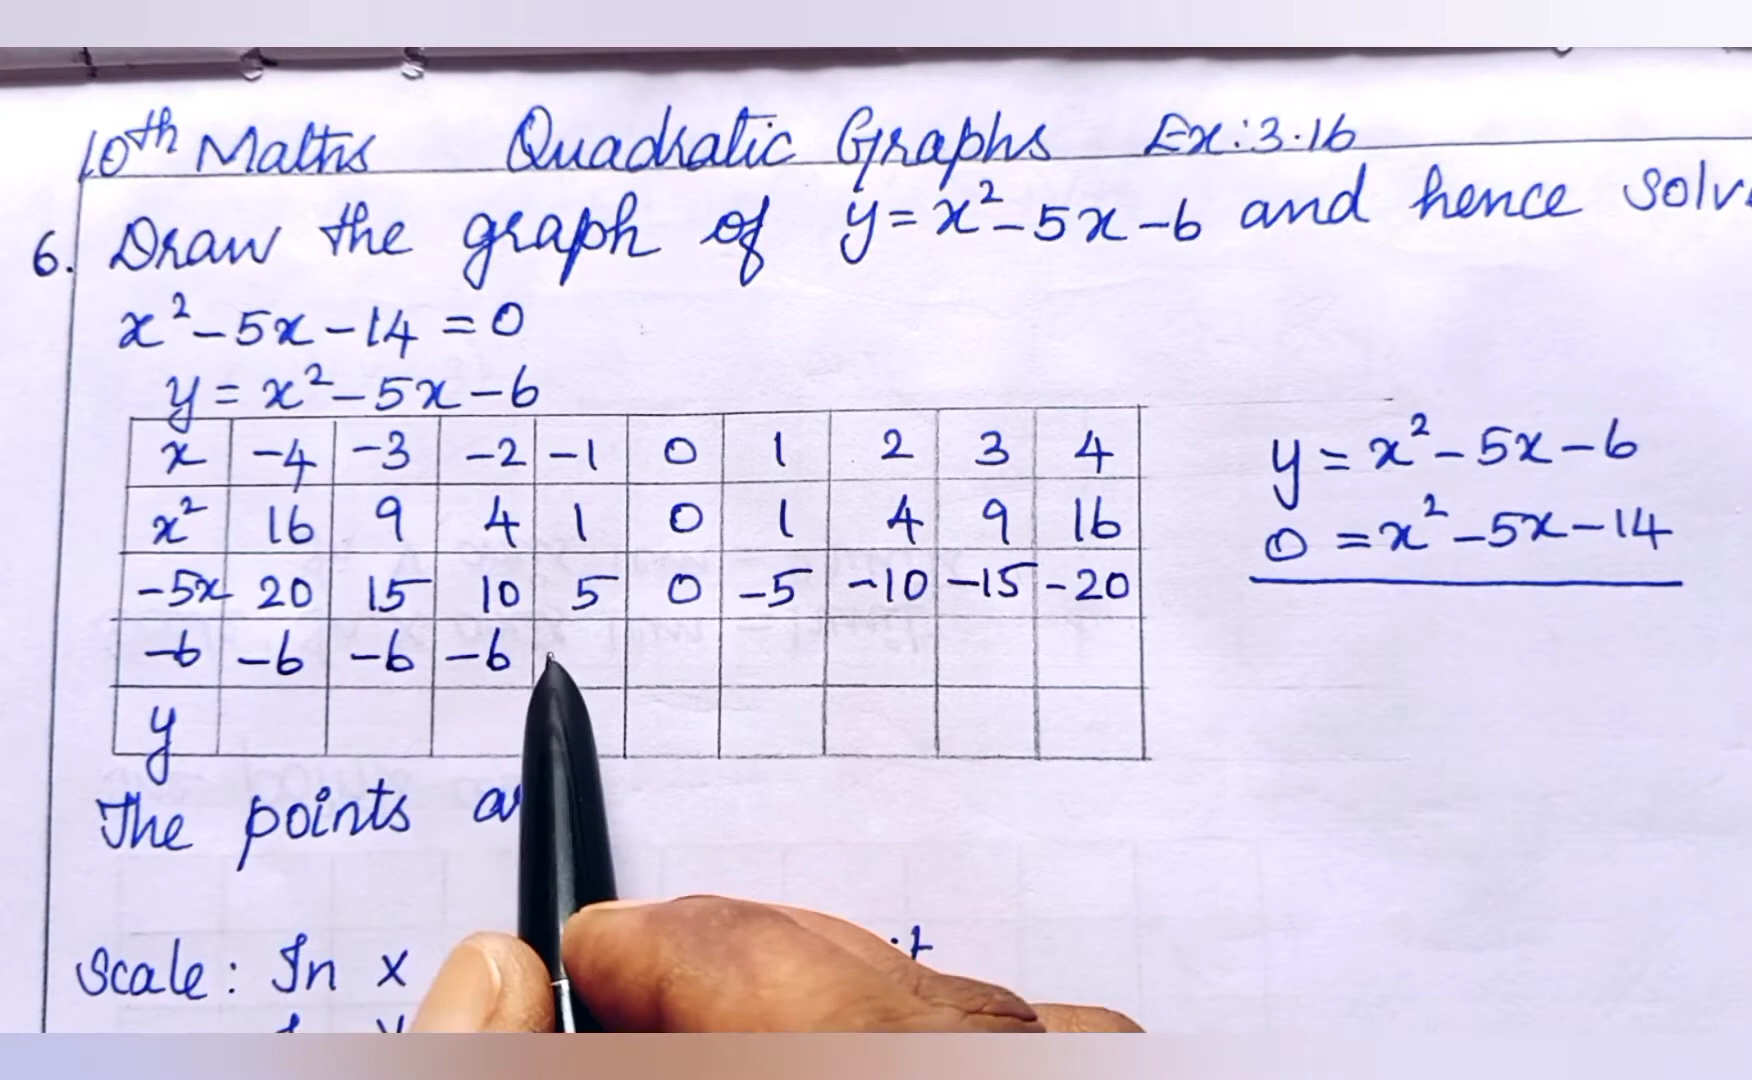 10th Maths Quadratic Graphs Ex:3.16
6. Draw the graph of y=x²-5x-6 and hence
x²-5x-14=0
y=x²-5x-6
x -4 -3 -2 -1 0 1 2 3 4
x² 16 9 4 1 0 1 4 9 16
-5x 20 15 10 5 0 -5 -10 -15 -20
-6 -6 -6 -6
y
y=x²-5x-6
0=x²-5x-14
The points
Scale: In x